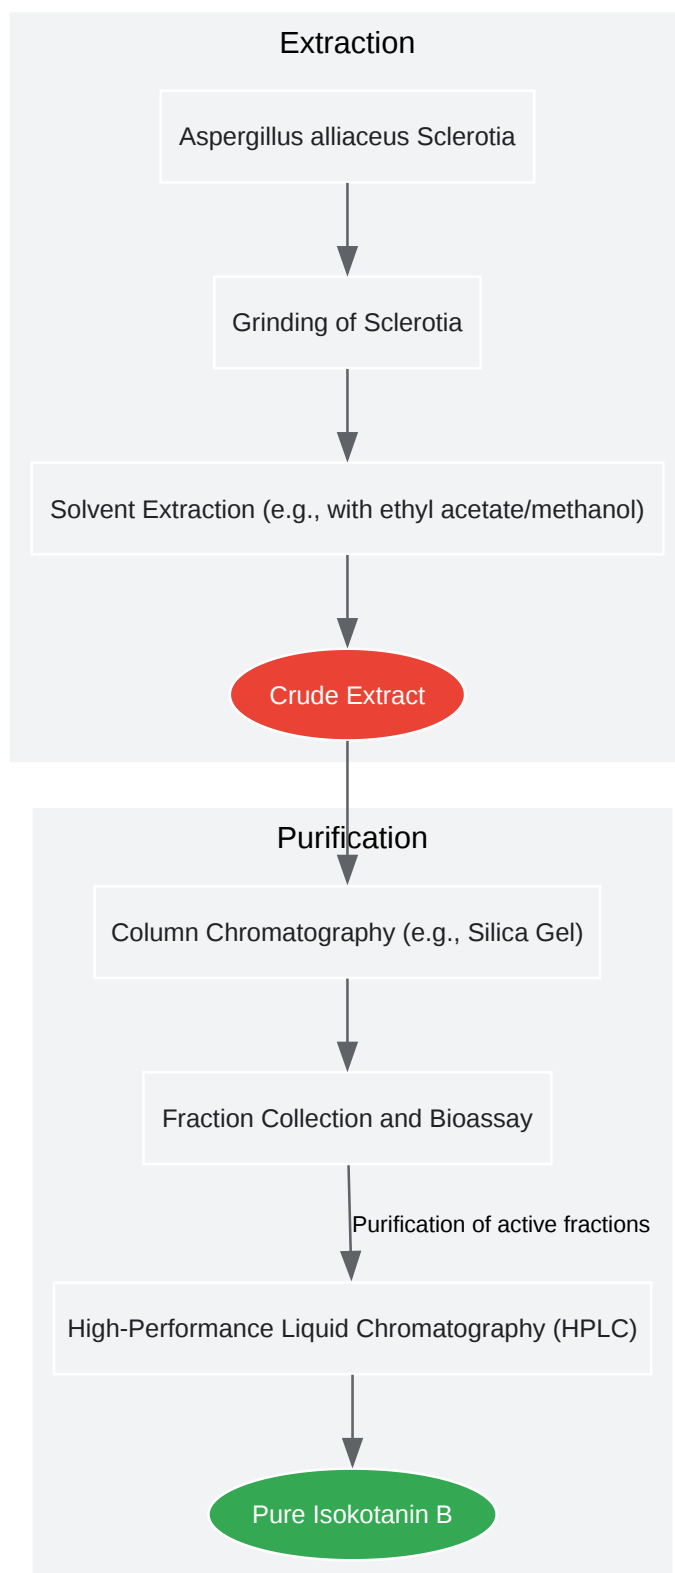 Extraction
Aspergillus alliaceus Sclerotia
Grinding of Sclerotia
Solvent Extraction (e.g., with ethyl acetate/methanol)
Crude Extract
Purification
Column Chromatography (e.g., Silica Gel)
Fraction Collection and Bioassay
Purification of active fractions
High-Performance Liquid Chromatography (HPLC)
Pure Isokotanin B